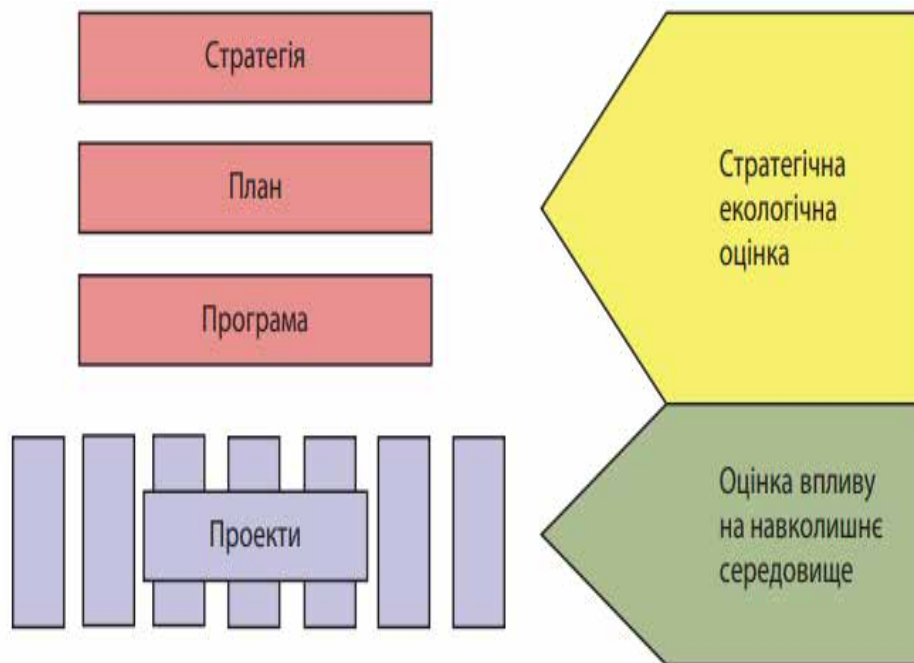 Стратегія
План
Програма
Проекти
Стратегічна
екологічна
оцінка
Оцінка впливу
на навколишнє
середовище